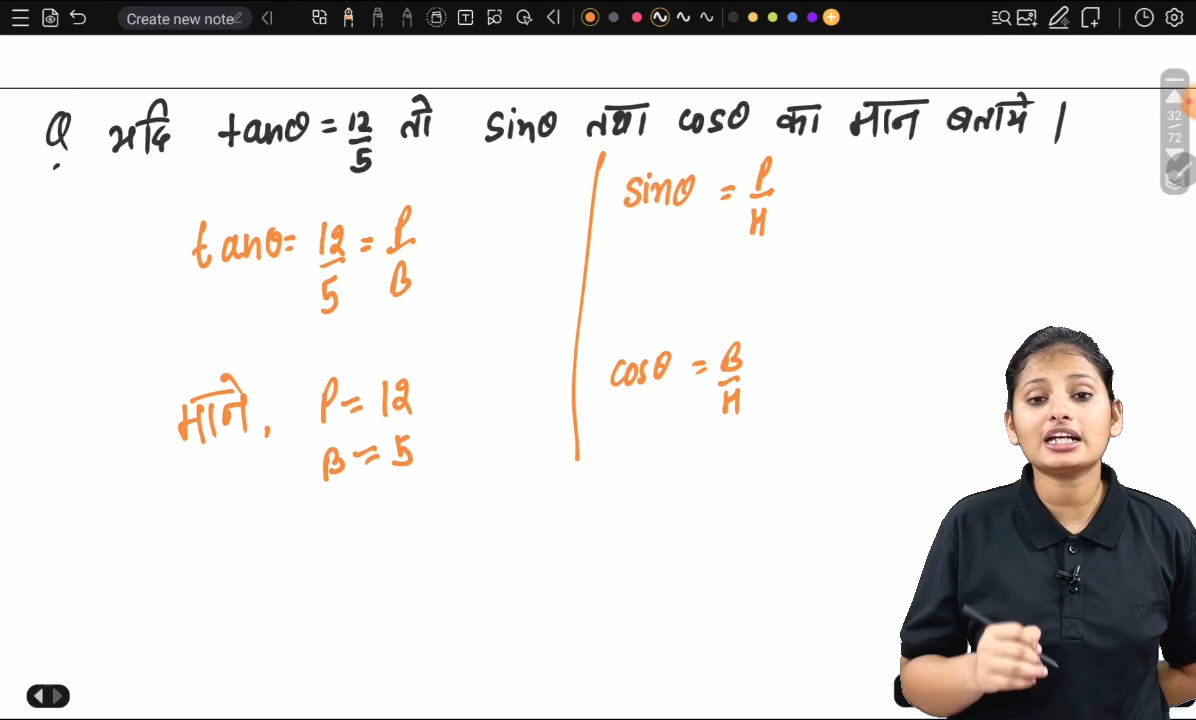 Create new note
32
72
Q. यदि tanθ = 12/5 तो sinθ तथा cosθ का मान बतायें |
tanθ = 12/5 = P/B
माने, P = 12
B = 5
sinθ = P/H
cosθ = B/H